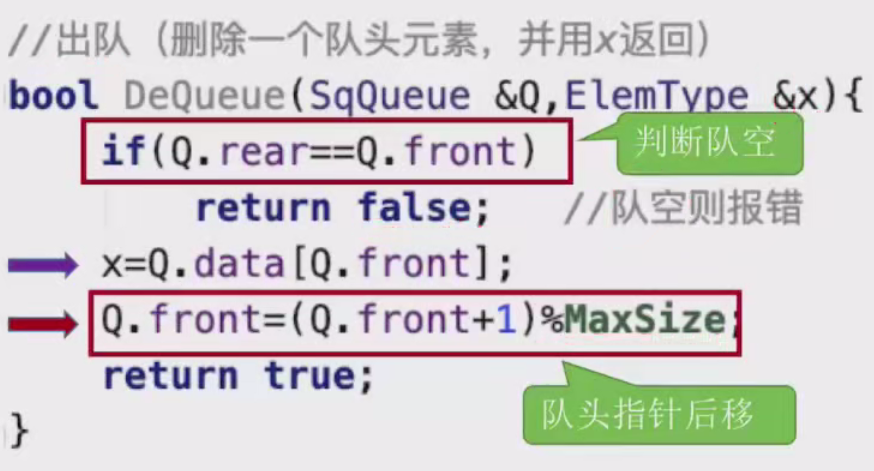 //出队（删除一个队头元素，并用x返回）
bool DeQueue(SqQueue &Q,ElemType &x){
if(Q.rear==Q.front)
判断队空
return false; //队空则报错
x=Q.data[Q.front];
Q.front=(Q.front+1)%MaxSize;
return true;
队头指针后移
}